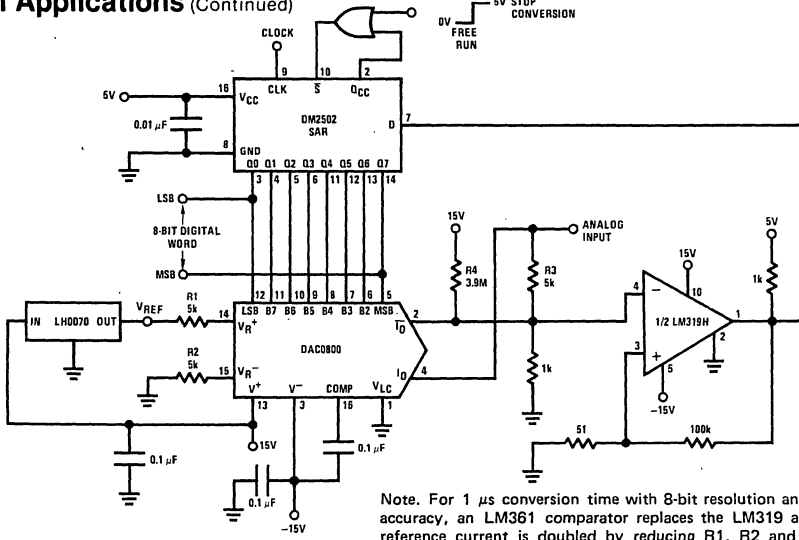 Applications (Continued)
5V STOP
CONVERSION
0V
FREE
RUN
CLOCK
9 10 2
CLK S̅ QCC
5V
16 VCC
0.01 µF
DM2502
SAR
D 7
8 GND
Q0 Q1 Q2 Q3 Q4 Q5 Q6 Q7
3 4 5 6 11 12 13 14
LSB
8-BIT DIGITAL
WORD
MSB
15V
R4
3.9M
ANALOG
INPUT
R3
5k
5V
1k
15V
10
4 −
1/2 LM319H
1
2
3 +
5
−15V
12 11 10 9 8 7 6 5
LSB B7 B6 B5 B4 B3 B2 MSB
IN LH0070 OUT
VREF
R1
5k
14
VR+
I̅O̅ 2
DAC0800
R2
5k
15
VR−
IO 4
V+ V− COMP VLC
13 3 16 1
1k
51
100k
15V
0.1 µF
0.1 µF
0.1 µF
−15V
Note. For 1 µs conversion time with 8-bit resolution an
accuracy, an LM361 comparator replaces the LM319 a
reference current is doubled by reducing R1, R2 and